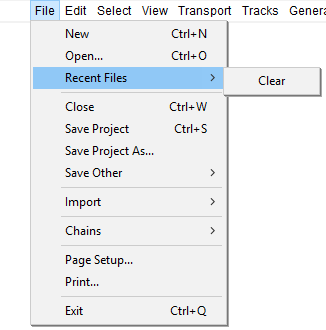 File Edit Select View Transport Tracks Genera
New Ctrl+N
Open... Ctrl+O
Recent Files
Clear
Close Ctrl+W
Save Project Ctrl+S
Save Project As...
Save Other
Import
Chains
Page Setup...
Print...
Exit Ctrl+Q